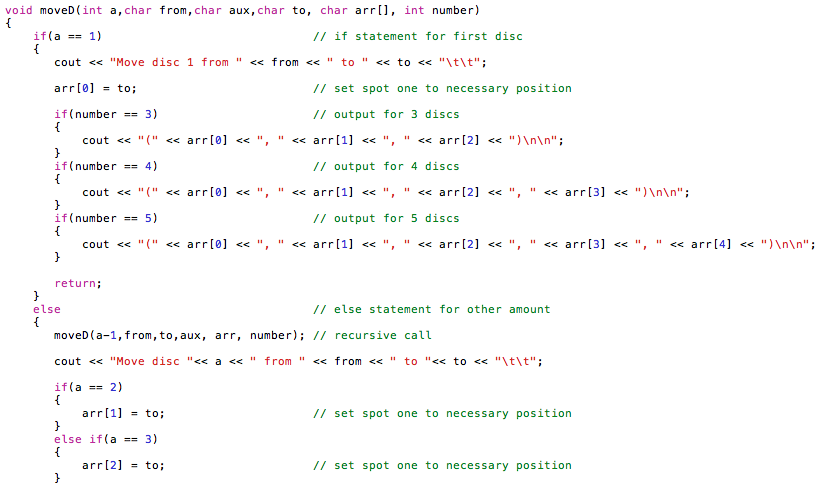 void moveD(int a,char from,char aux,char to, char arr[], int number)
{
    if(a == 1)                              // if statement for first disc
    {
       cout << "Move disc 1 from " << from << " to " << to << "\t\t";

       arr[0] = to;                         // set spot one to necessary position

       if(number == 3)                      // output for 3 discs
       {
           cout << "(" << arr[0] << ", " << arr[1] << ", " << arr[2] << ")\n\n";
       }
       if(number == 4)                      // output for 4 discs
       {
           cout << "(" << arr[0] << ", " << arr[1] << ", " << arr[2] << ", " << arr[3] << ")\n\n";
       }
       if(number == 5)                      // output for 5 discs
       {
           cout << "(" << arr[0] << ", " << arr[1] << ", " << arr[2] << ", " << arr[3] << ", " << arr[4] << ")\n\n";
       }

       return;
    }
    else                                    // else statement for other amount
    {
       moveD(a-1,from,to,aux, arr, number); // recursive call

       cout << "Move disc "<< a << " from " << from << " to "<< to << "\t\t";

       if(a == 2)
       {
           arr[1] = to;                     // set spot one to necessary position
       }
       else if(a == 3)
       {
           arr[2] = to;                     // set spot one to necessary position
       }